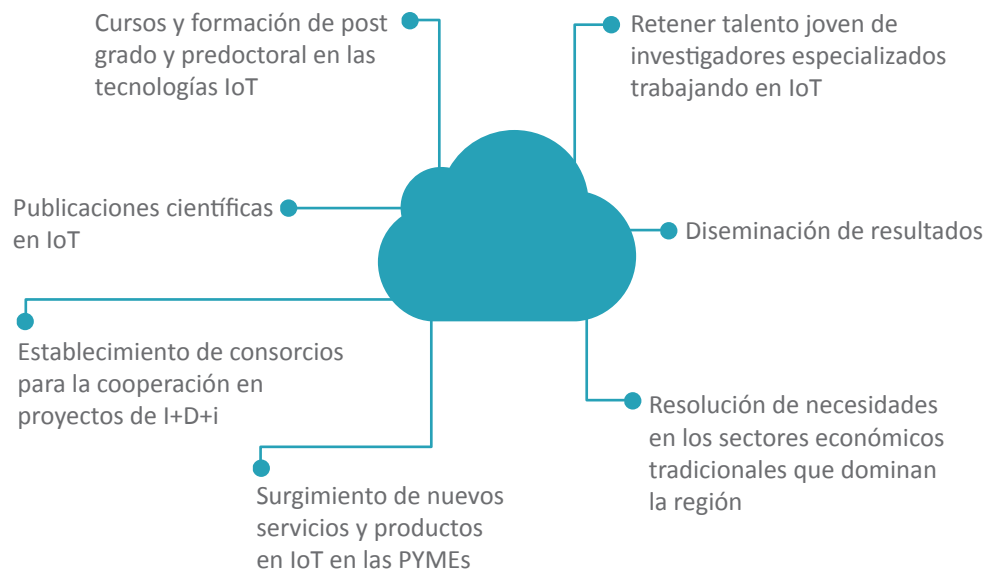 Cursos y formación de post
grado y predoctoral en las
tecnologías IoT
Retener talento joven de
investigadores especializados
trabajando en IoT
Publicaciones científicas
en IoT
Diseminación de resultados
Establecimiento de consorcios
para la cooperación en
proyectos de I+D+i
Resolución de necesidades
en los sectores económicos
tradicionales que dominan
la región
Surgimiento de nuevos
servicios y productos
en IoT en las PYMEs